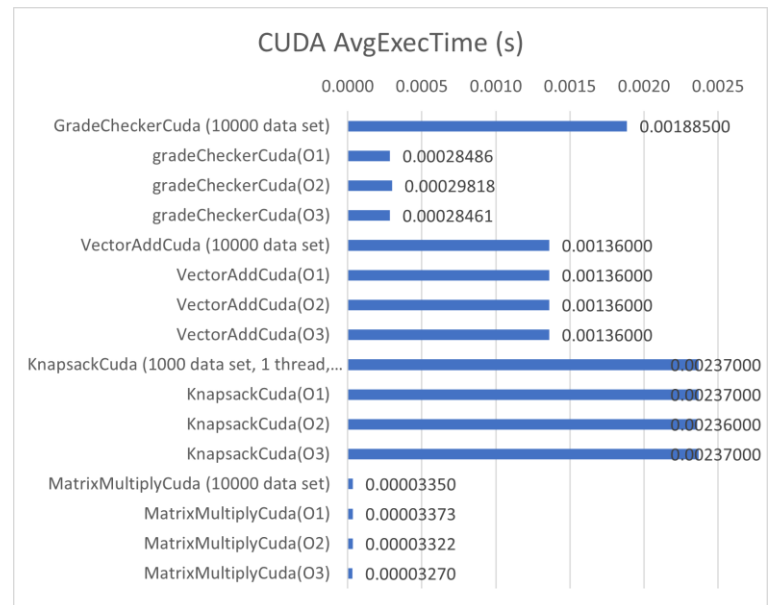 CUDA AvgExecTime (s)
0.0000 0.0005 0.0010 0.0015 0.0020 0.0025
GradeCheckerCuda (10000 data set) 0.00188500
gradeCheckerCuda(O1) 0.00028486
gradeCheckerCuda(O2) 0.00029818
gradeCheckerCuda(O3) 0.00028461
VectorAddCuda (10000 data set) 0.00136000
VectorAddCuda(O1) 0.00136000
VectorAddCuda(O2) 0.00136000
VectorAddCuda(O3) 0.00136000
KnapsackCuda (1000 data set, 1 thread,... 0.00237000
KnapsackCuda(O1) 0.00237000
KnapsackCuda(O2) 0.00236000
KnapsackCuda(O3) 0.00237000
MatrixMultiplyCuda (10000 data set) 0.00003350
MatrixMultiplyCuda(O1) 0.00003373
MatrixMultiplyCuda(O2) 0.00003322
MatrixMultiplyCuda(O3) 0.00003270